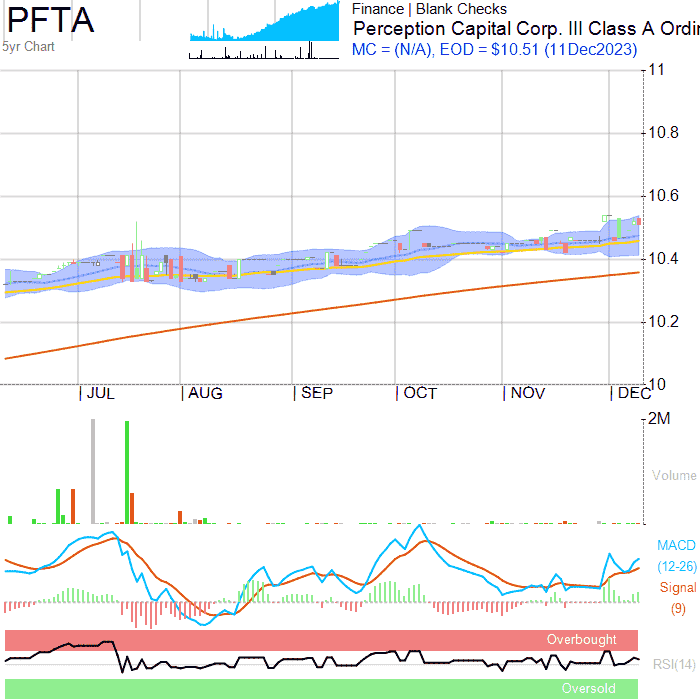 PFTA
5yr Chart
Finance | Blank Checks
Perception Capital Corp. III Class A Ordin
MC = (N/A), EOD = $10.51 (11Dec2023)
11
10.8
10.6
10.4
10.2
10
JUL AUG SEP OCT NOV DEC
2M
Volume
MACD
(12-26)
Signal
(9)
Overbought
RSI(14)
Oversold